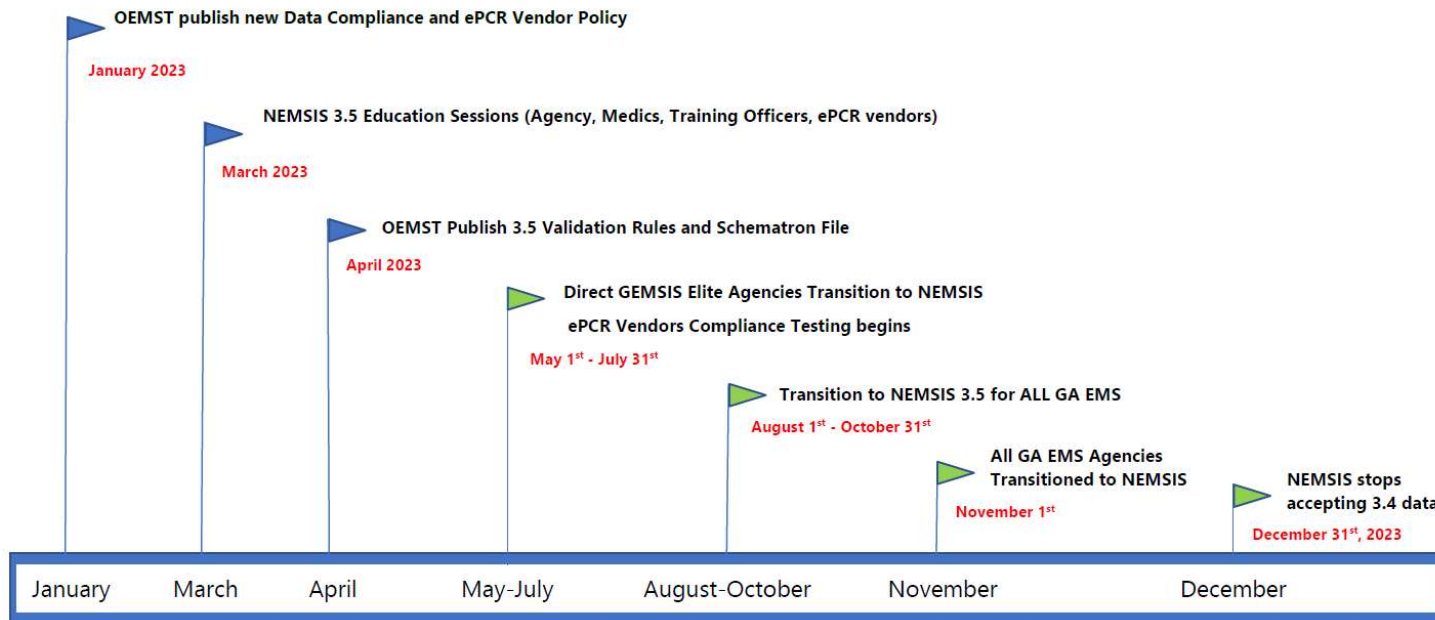 OEMST publish new Data Compliance and ePCR Vendor Policy
January 2023
NEMSIS 3.5 Education Sessions (Agency, Medics, Training Officers, ePCR vendors)
March 2023
OEMST Publish 3.5 Validation Rules and Schematron File
April 2023
Direct GEMSIS Elite Agencies Transition to NEMSIS
ePCR Vendors Compliance Testing begins
May 1st - July 31st
Transition to NEMSIS 3.5 for ALL GA EMS
August 1st - October 31st
All GA EMS Agencies
Transitioned to NEMSIS
November 1st
NEMSIS stops
accepting 3.4 data
December 31st, 2023
January
March
April
May-July
August-October
November
December